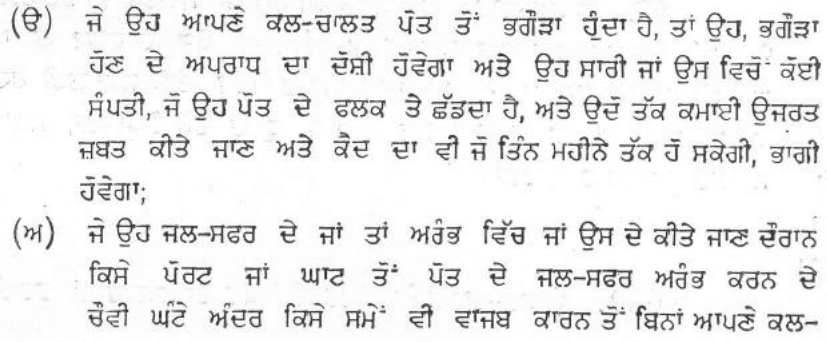 (ੳ) ਜੇ ਉਹ ਆਪਣੇ ਕਲ-ਚਾਲਤ ਪੋਤ ਤੋਂ ਭਗੌੜਾ ਹੁੰਦਾ ਹੈ, ਤਾਂ ਉਹ, ਭਗੌੜਾ
ਹੋਣ ਦੇ ਅਪਰਾਧ ਦਾ ਦੋਸ਼ੀ ਹੋਵੇਗਾ ਅਤੇ ਉਹ ਸਾਰੀ ਜਾਂ ਉਸ ਵਿਚੋਂ ਕੋਈ
ਸੰਪਤੀ, ਜੋ ਉਹ ਪੋਤ ਦੇ ਫਲਕ ਤੇ ਛੱਡਦਾ ਹੈ, ਅਤੇ ਉਦੋਂ ਤੱਕ ਕਮਾਈ ਉਜਰਤ
ਜ਼ਬਤ ਕੀਤੇ ਜਾਣ ਅਤੇ ਕੈਦ ਦਾ ਵੀ ਜੋ ਤਿੰਨ ਮਹੀਨੇ ਤੱਕ ਹੋ ਸਕੇਗੀ, ਭਾਗੀ
ਹੋਵੇਗਾ;
(ਅ) ਜੇ ਉਹ ਜਲ-ਸਫਰ ਦੇ ਜਾਂ ਤਾਂ ਅਰੰਭ ਵਿੱਚ ਜਾਂ ਉਸ ਦੇ ਕੀਤੇ ਜਾਣ ਦੌਰਾਨ
ਕਿਸੇ ਪੋਰਟ ਜਾਂ ਘਾਟ ਤੋਂ ਪੋਤ ਦੇ ਜਲ-ਸਫਰ ਅਰੰਭ ਕਰਨ ਦੇ
ਚੌਵੀ ਘੰਟੇ ਅੰਦਰ ਕਿਸੇ ਸਮੇਂ ਵੀ ਵਾਜਬ ਕਾਰਨ ਤੋਂ ਬਿਨਾਂ ਆਪਣੇ ਕਲ-